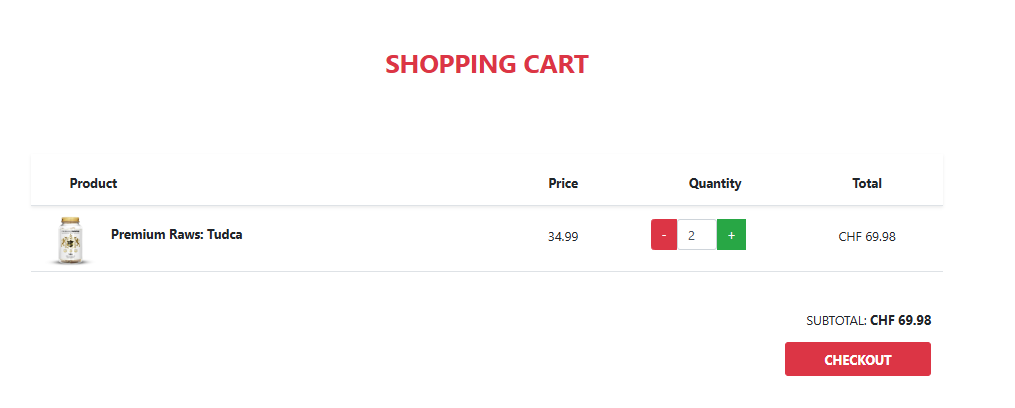 SHOPPING CART
Product Price Quantity Total
Premium Raws: Tudca 34.99 - 2 + CHF 69.98
SUBTOTAL: CHF 69.98
CHECKOUT